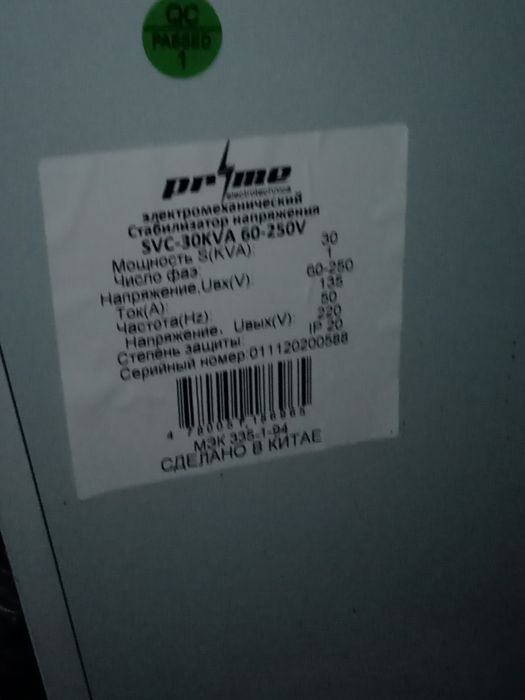 QC
PASSED
1
prime
electrotechnica
электромеханический
Стабилизатор напряжения
SVC-30KVA 60-250V
Мощность S(KVA): 30
Число фаз: 1
Напряжение,Uвх(V): 60-250
Ток(А): 135
Частота(Hz): 50
Напряжение, Uвых(V): 220
Степень защиты: IP 20
Серийный номер:011120200588
МЭК 335-1-94
СДЕЛАНО В КИТАЕ